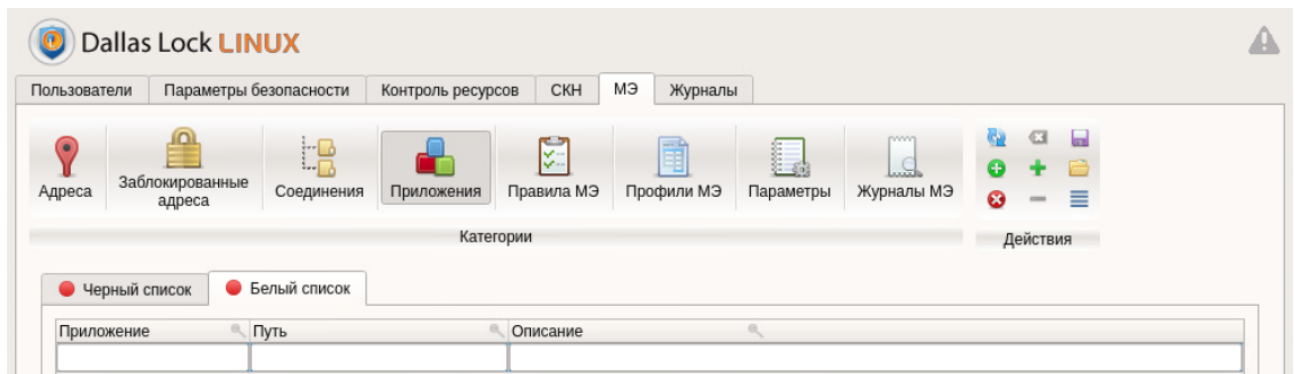 Dallas Lock LINUX
Пользователи Параметры безопасности Контроль ресурсов СКН МЭ Журналы
Адреса Заблокированные адреса Соединения Приложения Правила МЭ Профили МЭ Параметры Журналы МЭ
Категории Действия
Черный список Белый список
Приложение Путь Описание